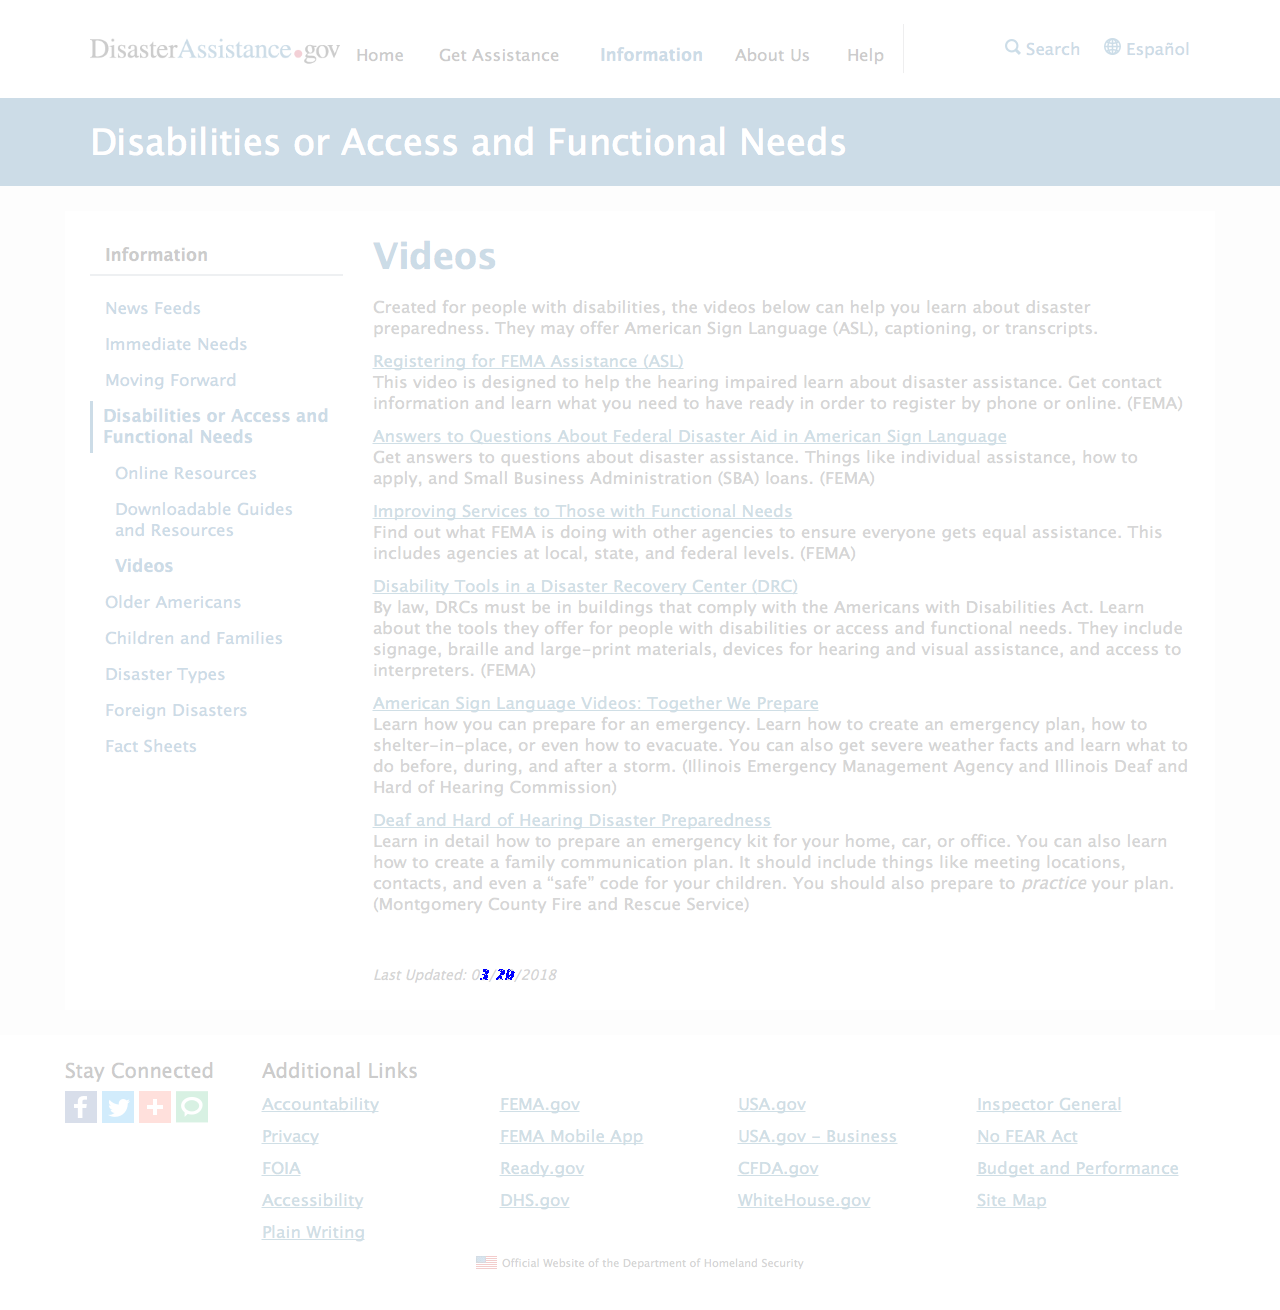 DisasterAssistance.gov Home Get Assistance Information About Us Help Search Español
Disabilities or Access and Functional Needs
Information
News Feeds
Immediate Needs
Moving Forward
Disabilities or Access and
Functional Needs
Online Resources
Downloadable Guides
and Resources
Videos
Older Americans
Children and Families
Disaster Types
Foreign Disasters
Fact Sheets
Videos
Created for people with disabilities, the videos below can help you learn about disaster
preparedness. They may offer American Sign Language (ASL), captioning, or transcripts.
Registering for FEMA Assistance (ASL)
This video is designed to help the hearing impaired learn about disaster assistance. Get contact
information and learn what you need to have ready in order to register by phone or online. (FEMA)
Answers to Questions About Federal Disaster Aid in American Sign Language
Get answers to questions about disaster assistance. Things like individual assistance, how to
apply, and Small Business Administration (SBA) loans. (FEMA)
Improving Services to Those with Functional Needs
Find out what FEMA is doing with other agencies to ensure everyone gets equal assistance. This
includes agencies at local, state, and federal levels. (FEMA)
Disability Tools in a Disaster Recovery Center (DRC)
By law, DRCs must be in buildings that comply with the Americans with Disabilities Act. Learn
about the tools they offer for people with disabilities or access and functional needs. They include
signage, braille and large-print materials, devices for hearing and visual assistance, and access to
interpreters. (FEMA)
American Sign Language Videos: Together We Prepare
Learn how you can prepare for an emergency. Learn how to create an emergency plan, how to
shelter-in-place, or even how to evacuate. You can also get severe weather facts and learn what to
do before, during, and after a storm. (Illinois Emergency Management Agency and Illinois Deaf and
Hard of Hearing Commission)
Deaf and Hard of Hearing Disaster Preparedness
Learn in detail how to prepare an emergency kit for your home, car, or office. You can also learn
how to create a family communication plan. It should include things like meeting locations,
contacts, and even a “safe” code for your children. You should also prepare to practice your plan.
(Montgomery County Fire and Rescue Service)
Last Updated:
Stay Connected
Additional Links
Accountability FEMA.gov USA.gov Inspector General
Privacy FEMA Mobile App USA.gov - Business No FEAR Act
FOIA Ready.gov CFDA.gov Budget and Performance
Accessibility DHS.gov WhiteHouse.gov Site Map
Plain Writing
Official Website of the Department of Homeland Security